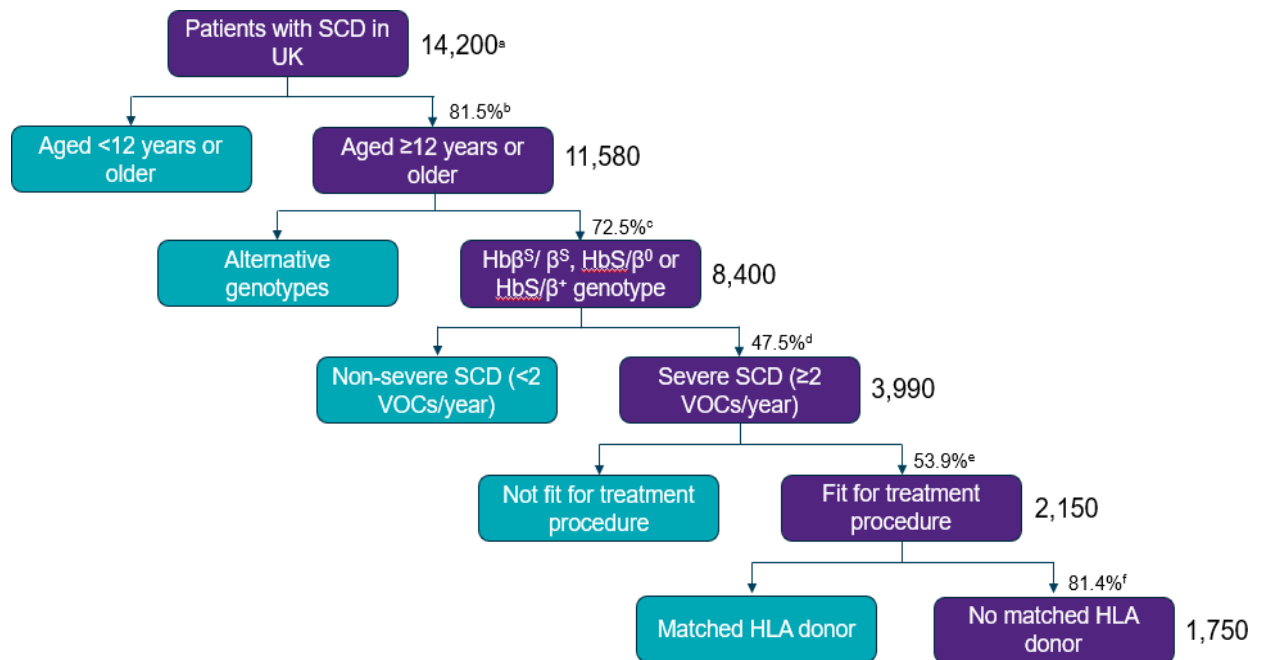 Patients with SCD in
UK
14,200ᵃ
81.5%ᵇ
Aged <12 years or
older
Aged ≥12 years or
older
11,580
72.5%ᶜ
Alternative
genotypes
Hbβˢ/ βˢ, HbS/β⁰ or
HbS/β⁺ genotype
8,400
47.5%ᵈ
Non-severe SCD (<2
VOCs/year)
Severe SCD (≥2
VOCs/year)
3,990
53.9%ᵉ
Not fit for treatment
procedure
Fit for treatment
procedure
2,150
81.4%ᶠ
Matched HLA donor
No matched HLA
donor
1,750